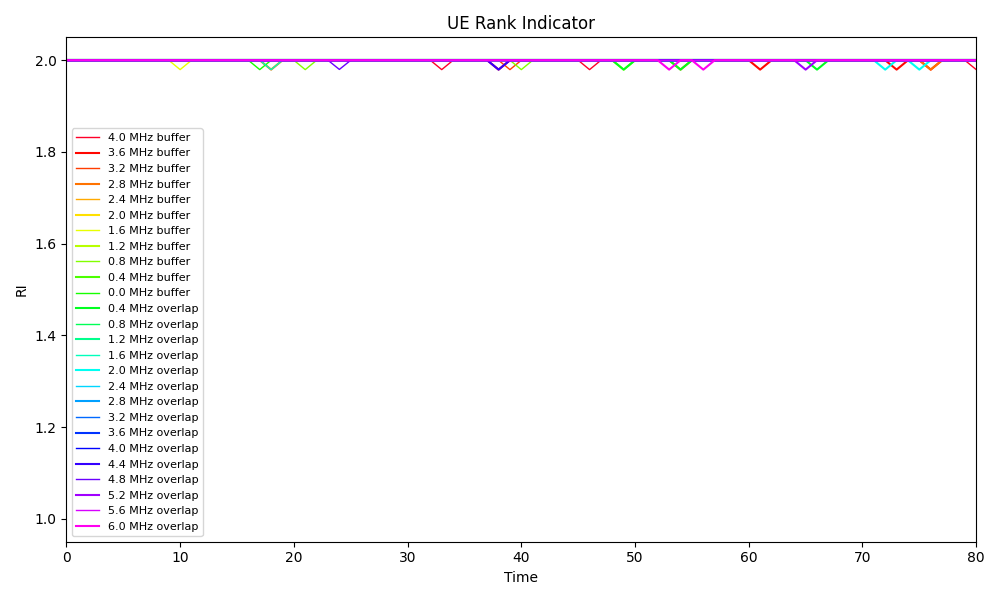 UE Rank Indicator
RI
2.0
1.8
1.6
1.4
1.2
1.0
4.0 MHz buffer
3.6 MHz buffer
3.2 MHz buffer
2.8 MHz buffer
2.4 MHz buffer
2.0 MHz buffer
1.6 MHz buffer
1.2 MHz buffer
0.8 MHz buffer
0.4 MHz buffer
0.0 MHz buffer
0.4 MHz overlap
0.8 MHz overlap
1.2 MHz overlap
1.6 MHz overlap
2.0 MHz overlap
2.4 MHz overlap
2.8 MHz overlap
3.2 MHz overlap
3.6 MHz overlap
4.0 MHz overlap
4.4 MHz overlap
4.8 MHz overlap
5.2 MHz overlap
5.6 MHz overlap
6.0 MHz overlap
0 10 20 30 40 50 60 70 80
Time